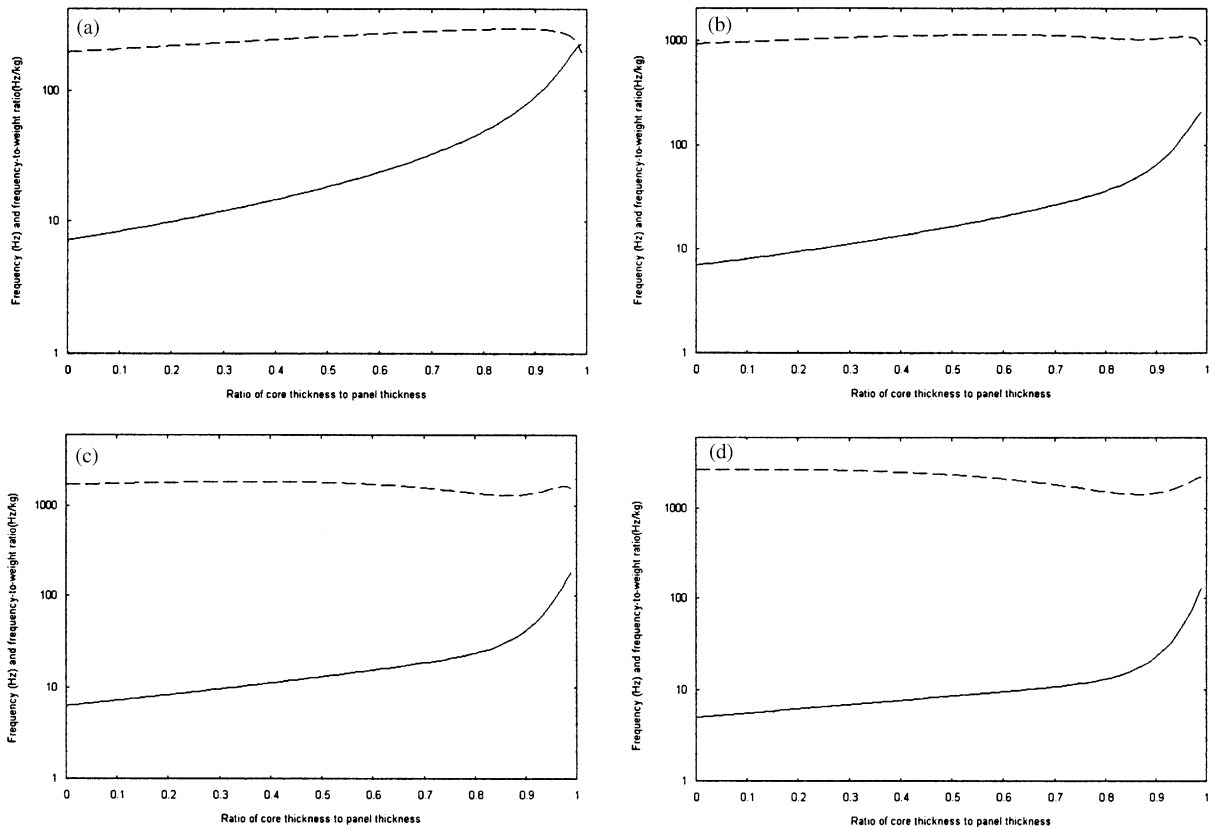 (a)
Frequency (Hz) and frequency-to-weight ratio(Hz/kg)
100
10
1
0 0.1 0.2 0.3 0.4 0.5 0.6 0.7 0.8 0.9 1
Ratio of core thickness to panel thickness
(b)
Frequency (Hz) and frequency-to-weight ratio(Hz/kg)
1000
100
10
1
0 0.1 0.2 0.3 0.4 0.5 0.6 0.7 0.8 0.9 1
Ratio of core thickness to panel thickness
(c)
Frequency (Hz) and frequency-to-weight ratio(Hz/kg)
1000
100
10
1
0 0.1 0.2 0.3 0.4 0.5 0.6 0.7 0.8 0.9 1
Ratio of core thickness to panel thickness
(d)
Frequency (Hz) and frequency-to-weight ratio(Hz/kg)
1000
100
10
1
0 0.1 0.2 0.3 0.4 0.5 0.6 0.7 0.8 0.9 1
Ratio of core thickness to panel thickness